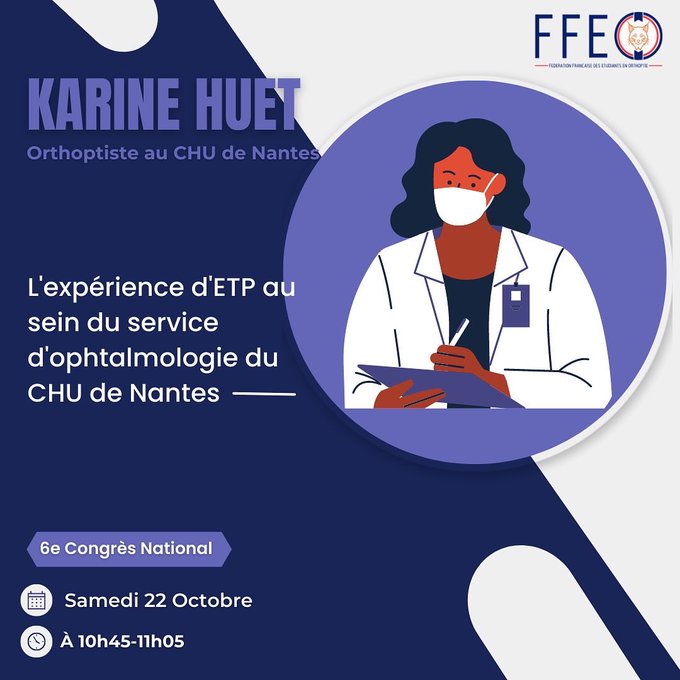 FFEO
FEDERATION FRANÇAISE DES ETUDIANTS EN ORTHOPTIE
KARINE HUET
Orthoptiste au CHU de Nantes
L'expérience d'ETP au
sein du service
d'ophtalmologie du
CHU de Nantes
6e Congrès National
Samedi 22 Octobre
À 10h45-11h05